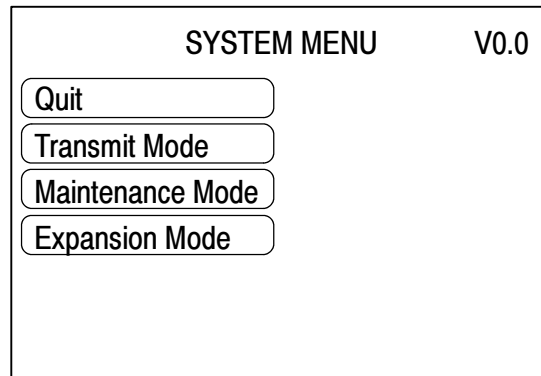 SYSTEM MENU V0.0
Quit
Transmit Mode
Maintenance Mode
Expansion Mode